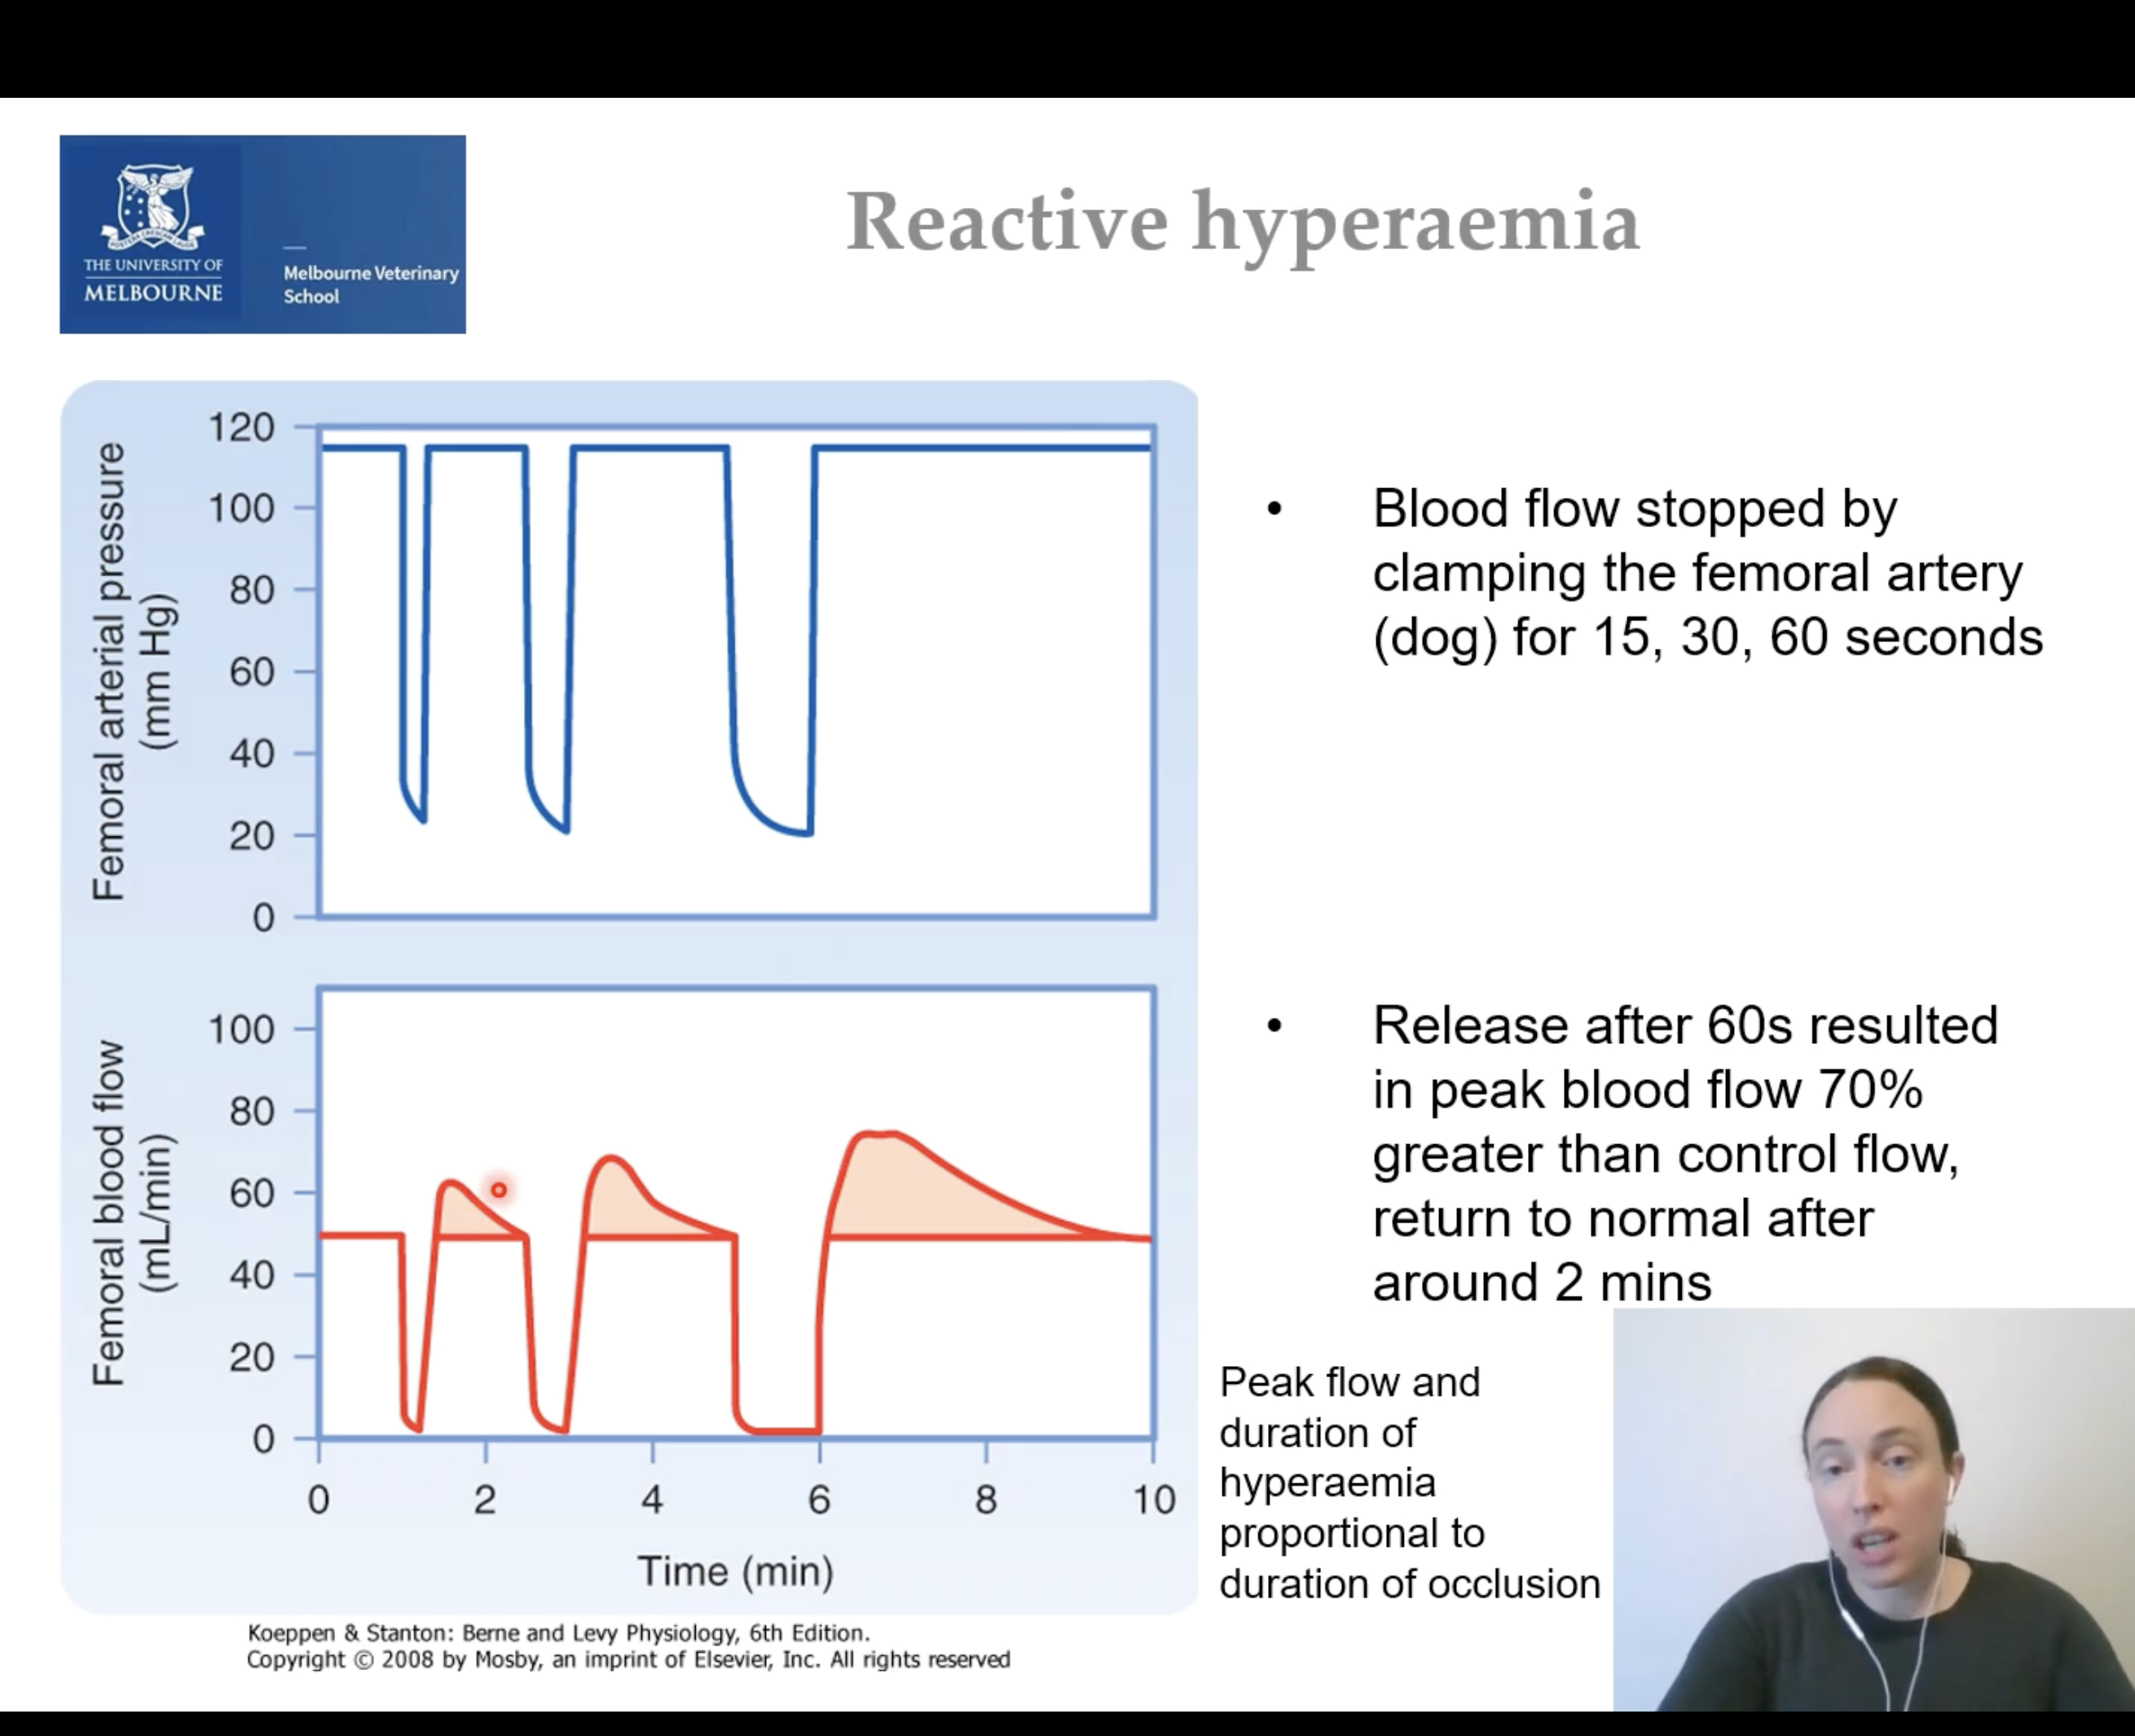 THE UNIVERSITY OF
MELBOURNE
Melbourne Veterinary
School
Reactive hyperaemia
Femoral arterial pressure
(mm Hg)
120
100
80
60
40
20
0
• Blood flow stopped by
clamping the femoral artery
(dog) for 15, 30, 60 seconds
Femoral blood flow
(mL/min)
100
80
60
40
20
0
0 2 4 6 8 10
Time (min)
• Release after 60s resulted
in peak blood flow 70%
greater than control flow,
return to normal after
around 2 mins
Peak flow and
duration of
hyperaemia
proportional to
duration of occlusion
Koeppen & Stanton: Berne and Levy Physiology, 6th Edition.
Copyright © 2008 by Mosby, an imprint of Elsevier, Inc. All rights reserved